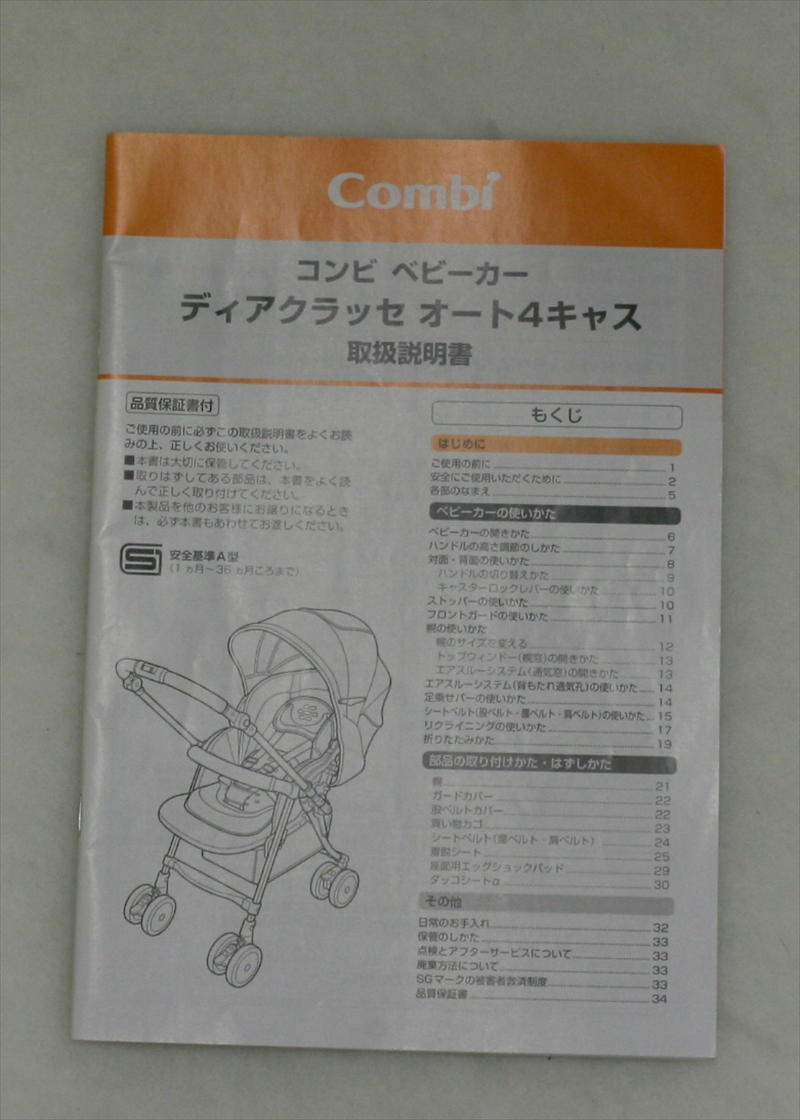 Combi
コンビ ベビーカー
ディアクラッセ オート4キャス
取扱説明書
品質保証書付
ご使用の前に必ずこの取扱説明書をよくお読
みの上、正しくお使いください。
■本書は大切に保管してください。
■取りはずしてある部品は、本書をよく読
んで正しく取り付けてください。
■本製品を他のお客様にお譲りになるとき
は、必ず本書もあわせてお渡しください。
安全基準A型
(1ヵ月〜36ヵ月ころまで)
もくじ
はじめに
ご使用の前に 1
安全にご使用いただくために 2
各部のなまえ 5
ベビーカーの使いかた
ベビーカーの開きかた 6
ハンドルの高さ調節のしかた 7
対面・背面の使いかた 8
ハンドルの切り替えかた 9
キャスターロックレバーの使いかた 10
ストッパーの使いかた 10
フロントガードの使いかた 11
幌の使いかた
幌のサイズを変える 12
トップウィンドー(幌窓)の開きかた 13
エアスルーシステム(通気窓)の開きかた 13
エアスルーシステム(背もたれ通気孔)の使いかた 14
足乗せバーの使いかた 14
シートベルト(股ベルト・腰ベルト・肩ベルト)の使いかた 15
リクライニングの使いかた 17
折りたたみかた 19
部品の取り付けかた・はずしかた
幌 21
ガードカバー 22
股ベルトカバー 22
買い物カゴ 23
シートベルト(腰ベルト・肩ベルト) 24
着脱シート 25
座面用エッグショックパッド 29
ダッコシートα 30
その他
日常のお手入れ 32
保管のしかた 33
点検とアフターサービスについて 33
廃棄方法について 33
SGマークの被害者救済制度 33
品質保証書 34